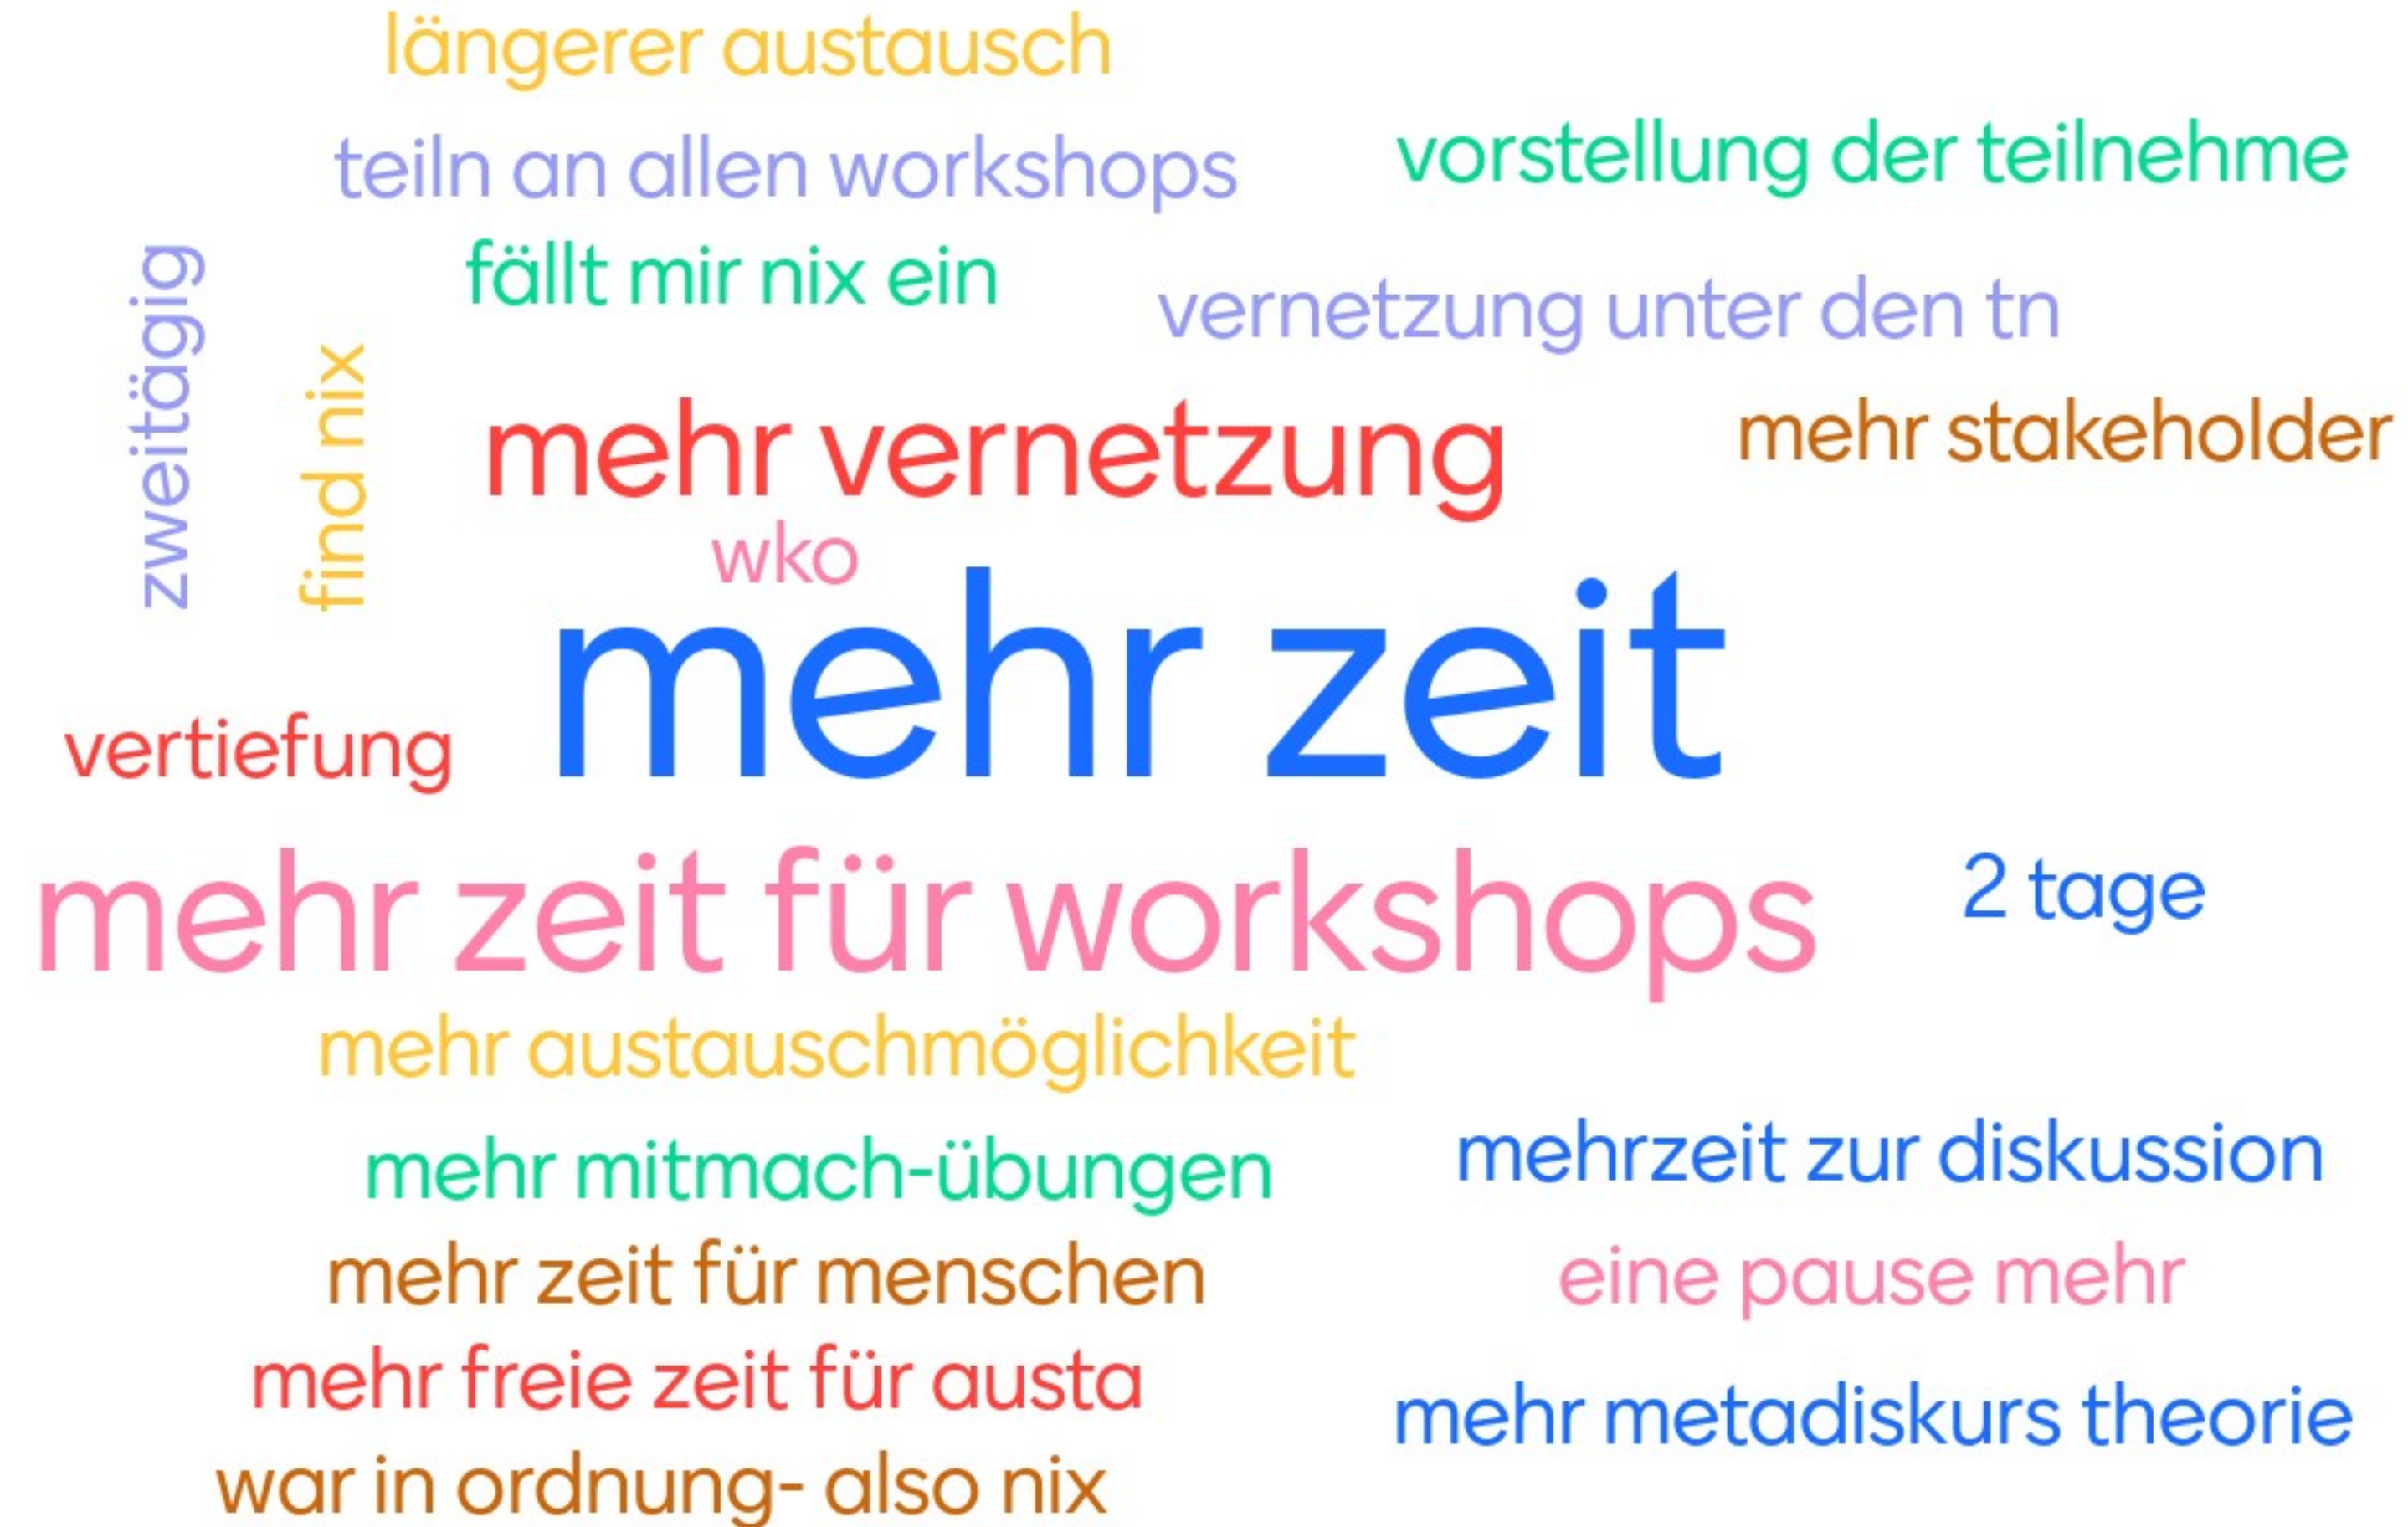 längerer austausch
teiln an allen workshops
vorstellung der teilnehme
zweitägig
find nix
fällt mir nix ein
vernetzung unter den tn
mehr vernetzung
mehr stakeholder
wko
mehr zeit
vertiefung
mehr zeit für workshops
2 tage
mehr austauschmöglichkeit
mehr mitmach-übungen
mehrzeit zur diskussion
mehr zeit für menschen
eine pause mehr
mehr freie zeit für austa
mehr metadiskurs theorie
war in ordnung- also nix